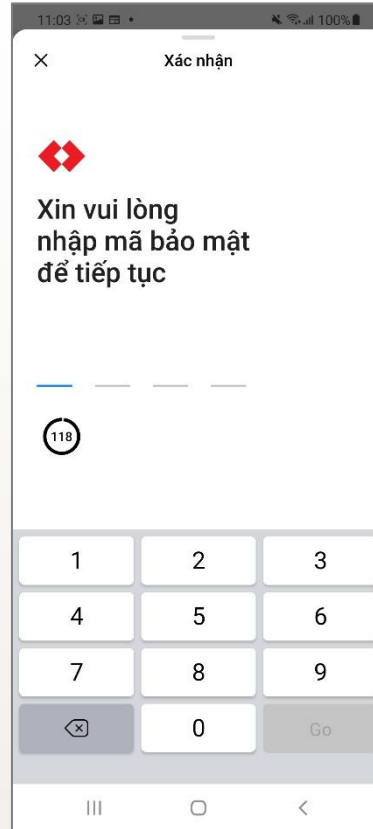 11:03
100%
Xác nhận
Xin vui lòng
nhập mã bảo mật
để tiếp tục
118
1 2 3
4 5 6
7 8 9
0 Go